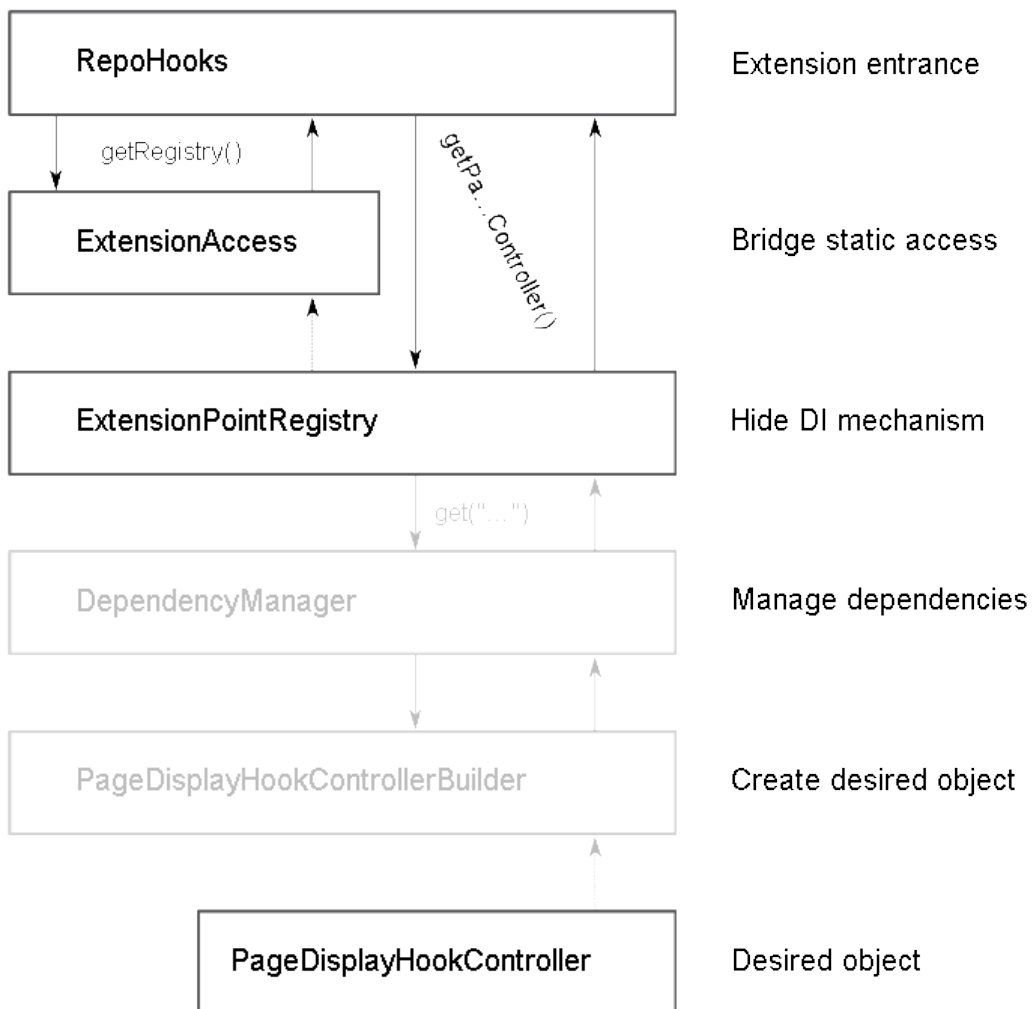 RepoHooks
Extension entrance
getRegistry()
getPa...Controller()
ExtensionAccess
Bridge static access
ExtensionPointRegistry
Hide DI mechanism
get("...")
DependencyManager
Manage dependencies
PageDisplayHookControllerBuilder
Create desired object
PageDisplayHookController
Desired object